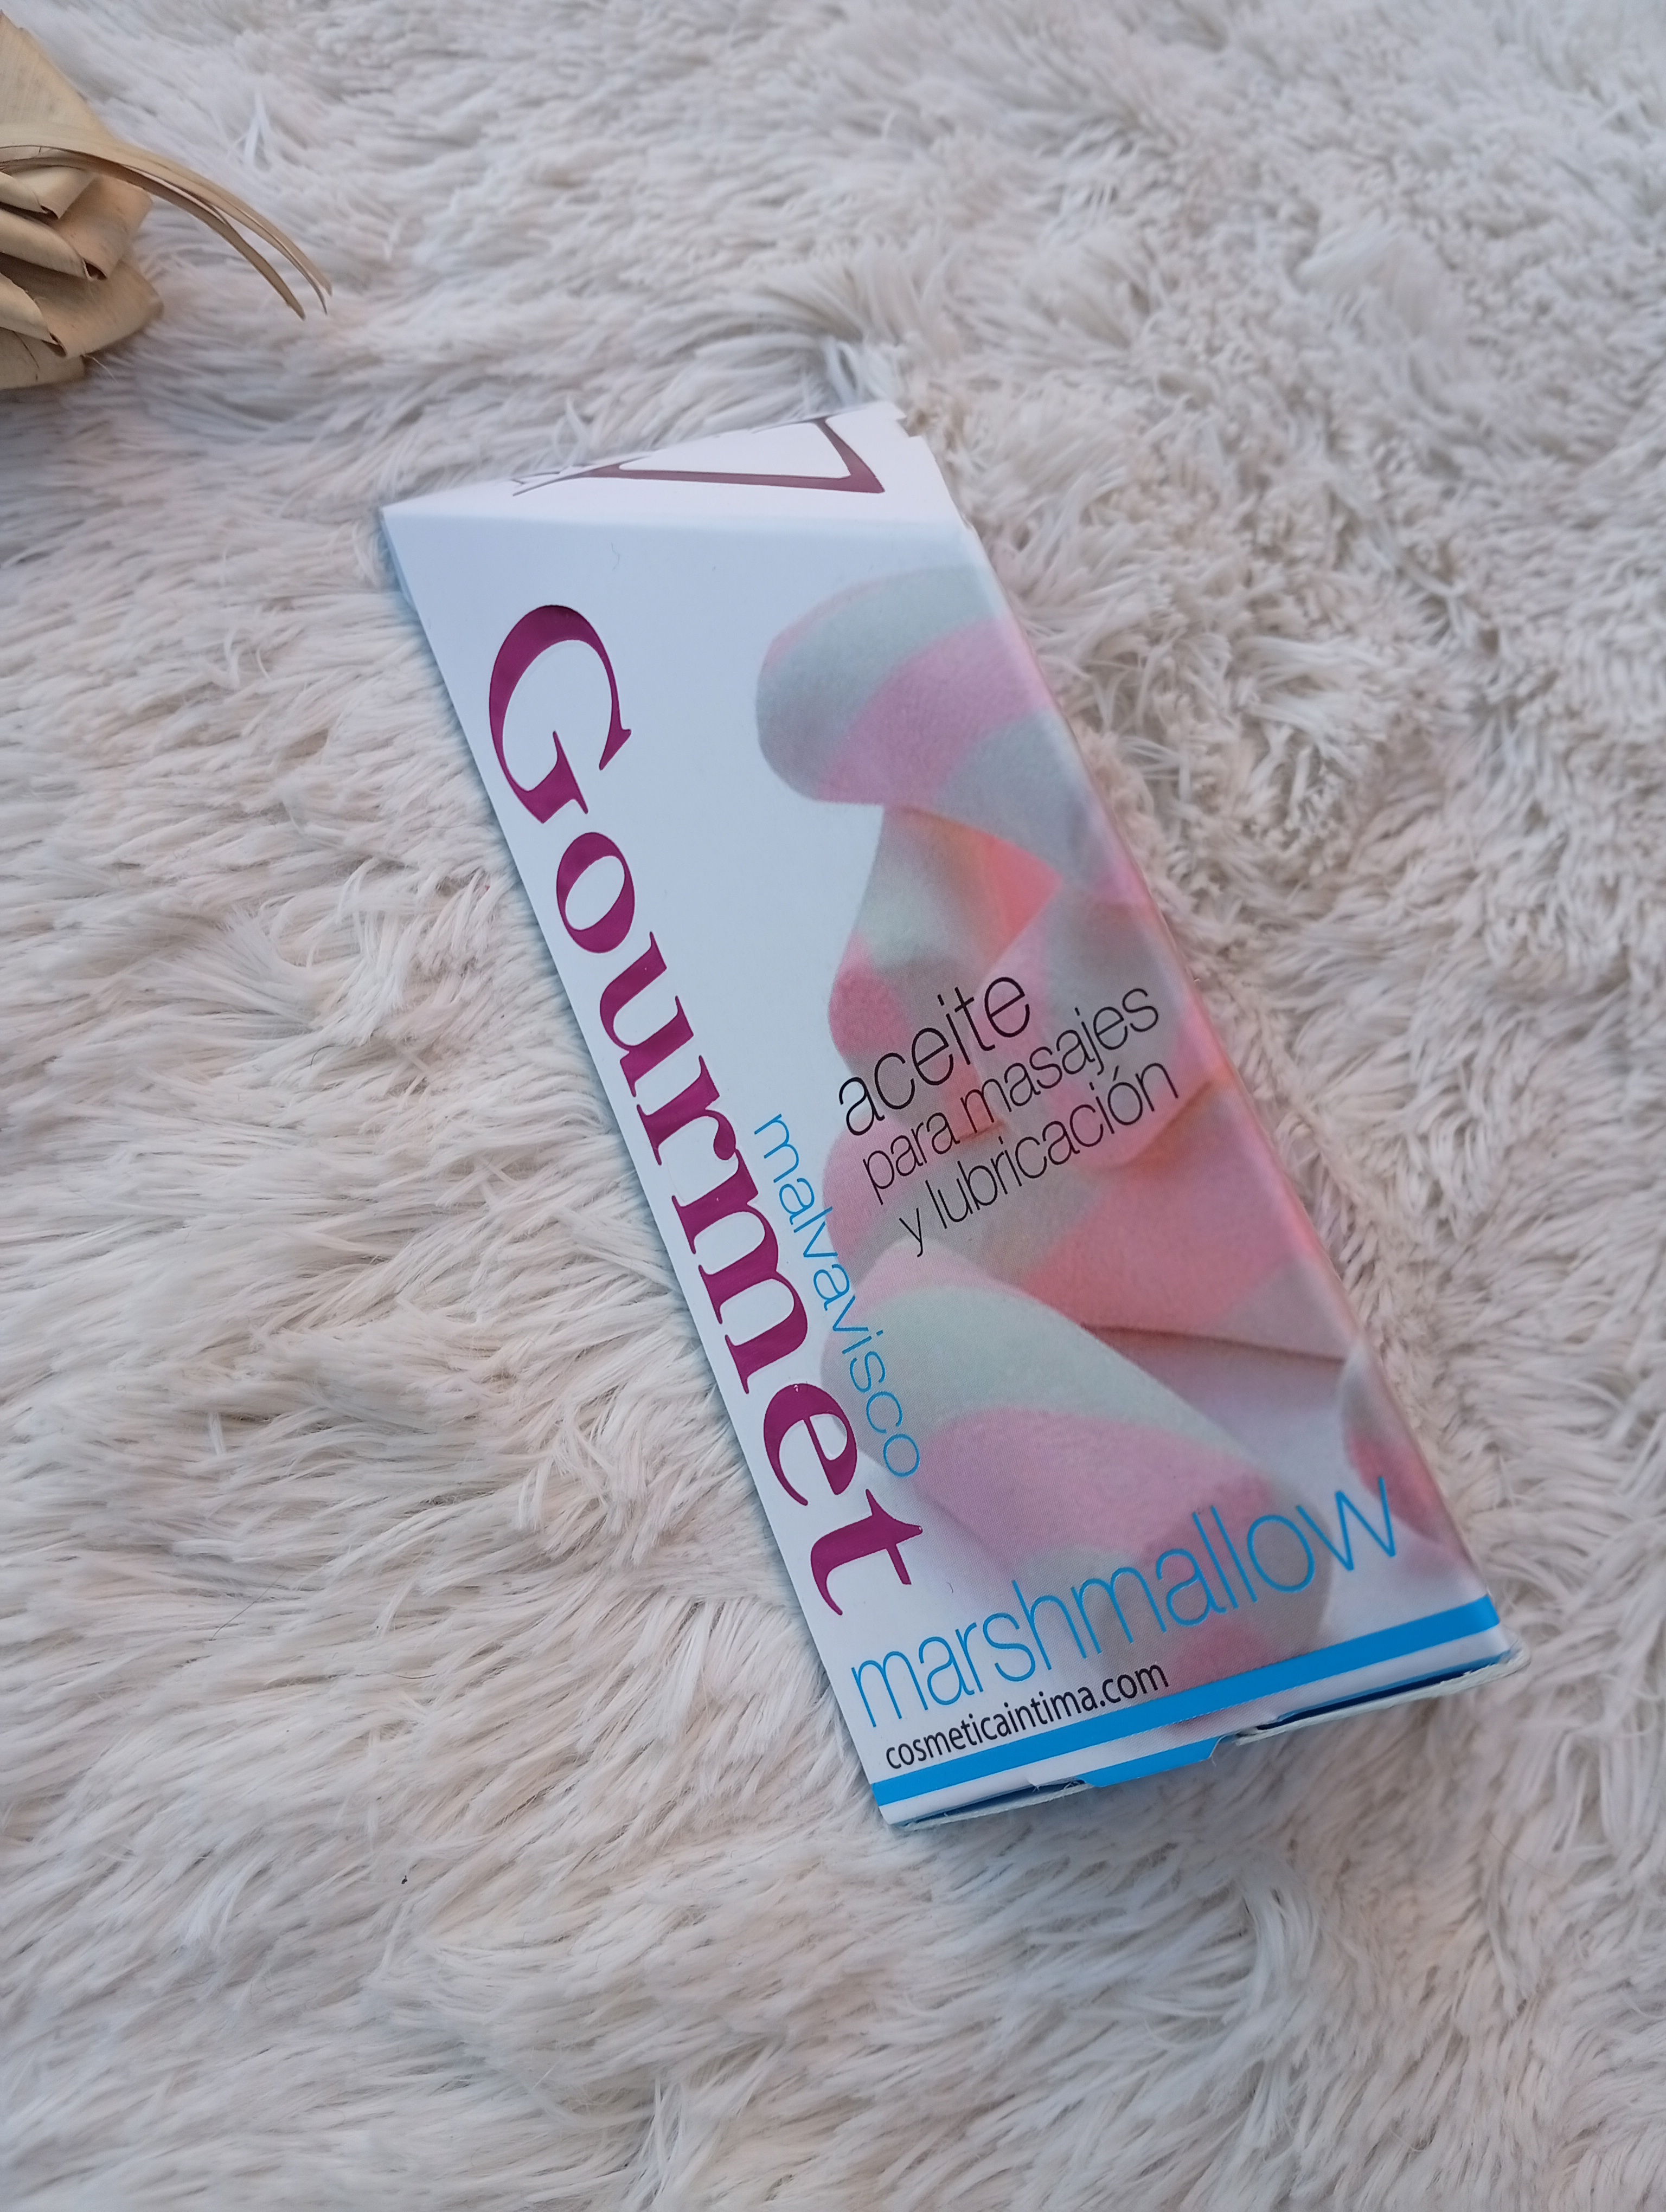 Gourmet
malvavisco
aceite
para masajes
y lubricación
marshmallow
cosmeticaintima.com